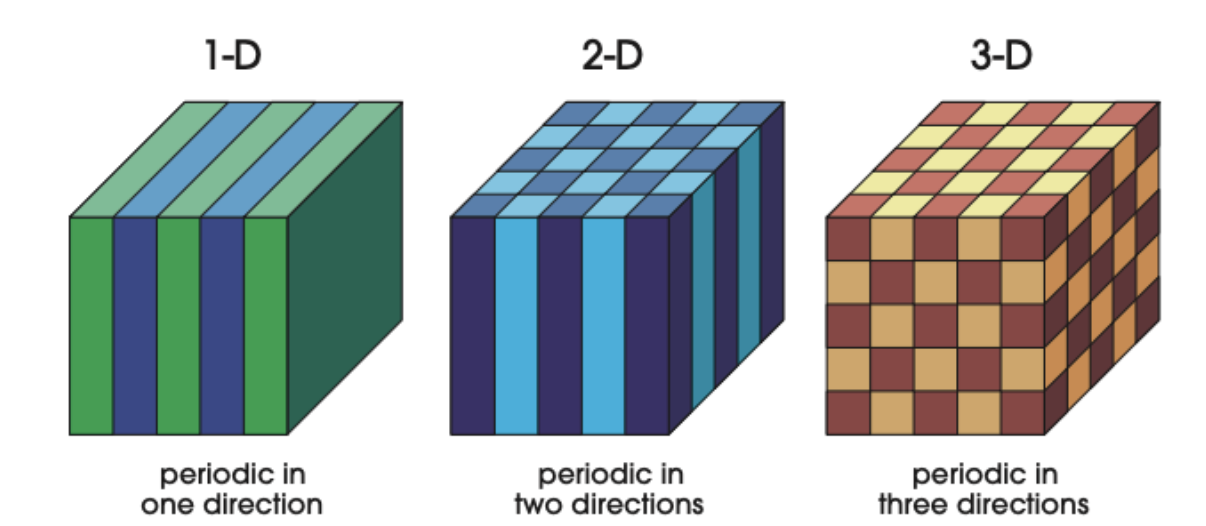 1-D
2-D
3-D
periodic in
one direction
periodic in
two directions
periodic in
three directions